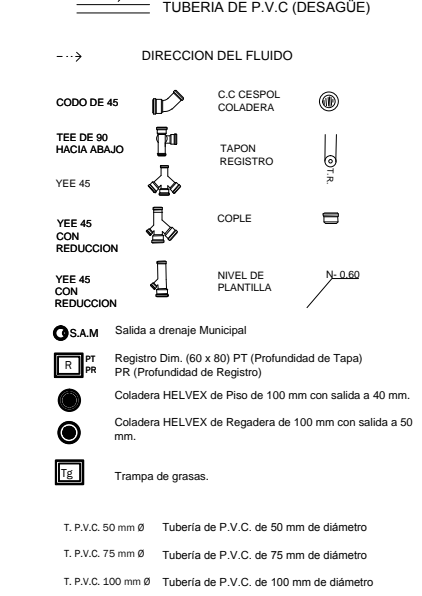 TUBERIA DE P.V.C (DESAGÜE)
DIRECCION DEL FLUIDO
CODO DE 45
C.C CESPOL
COLADERA
TEE DE 90
HACIA ABAJO
TAPON
REGISTRO
T.R.
YEE 45
YEE 45
CON
REDUCCION
COPLE
YEE 45
CON
REDUCCION
NIVEL DE
PLANTILLA
N- 0.60
S.A.M
Salida a drenaje Municipal
R
PT
PR
Registro Dim. (60 x 80) PT (Profundidad de Tapa)
PR (Profundidad de Registro)
Coladera HELVEX de Piso de 100 mm con salida a 40 mm.
Coladera HELVEX de Regadera de 100 mm con salida a 50
mm.
Tg
Trampa de grasas.
T. P.V.C. 50 mm Ø Tubería de P.V.C. de 50 mm de diámetro
T. P.V.C. 75 mm Ø Tubería de P.V.C. de 75 mm de diámetro
T. P.V.C. 100 mm Ø Tubería de P.V.C. de 100 mm de diámetro